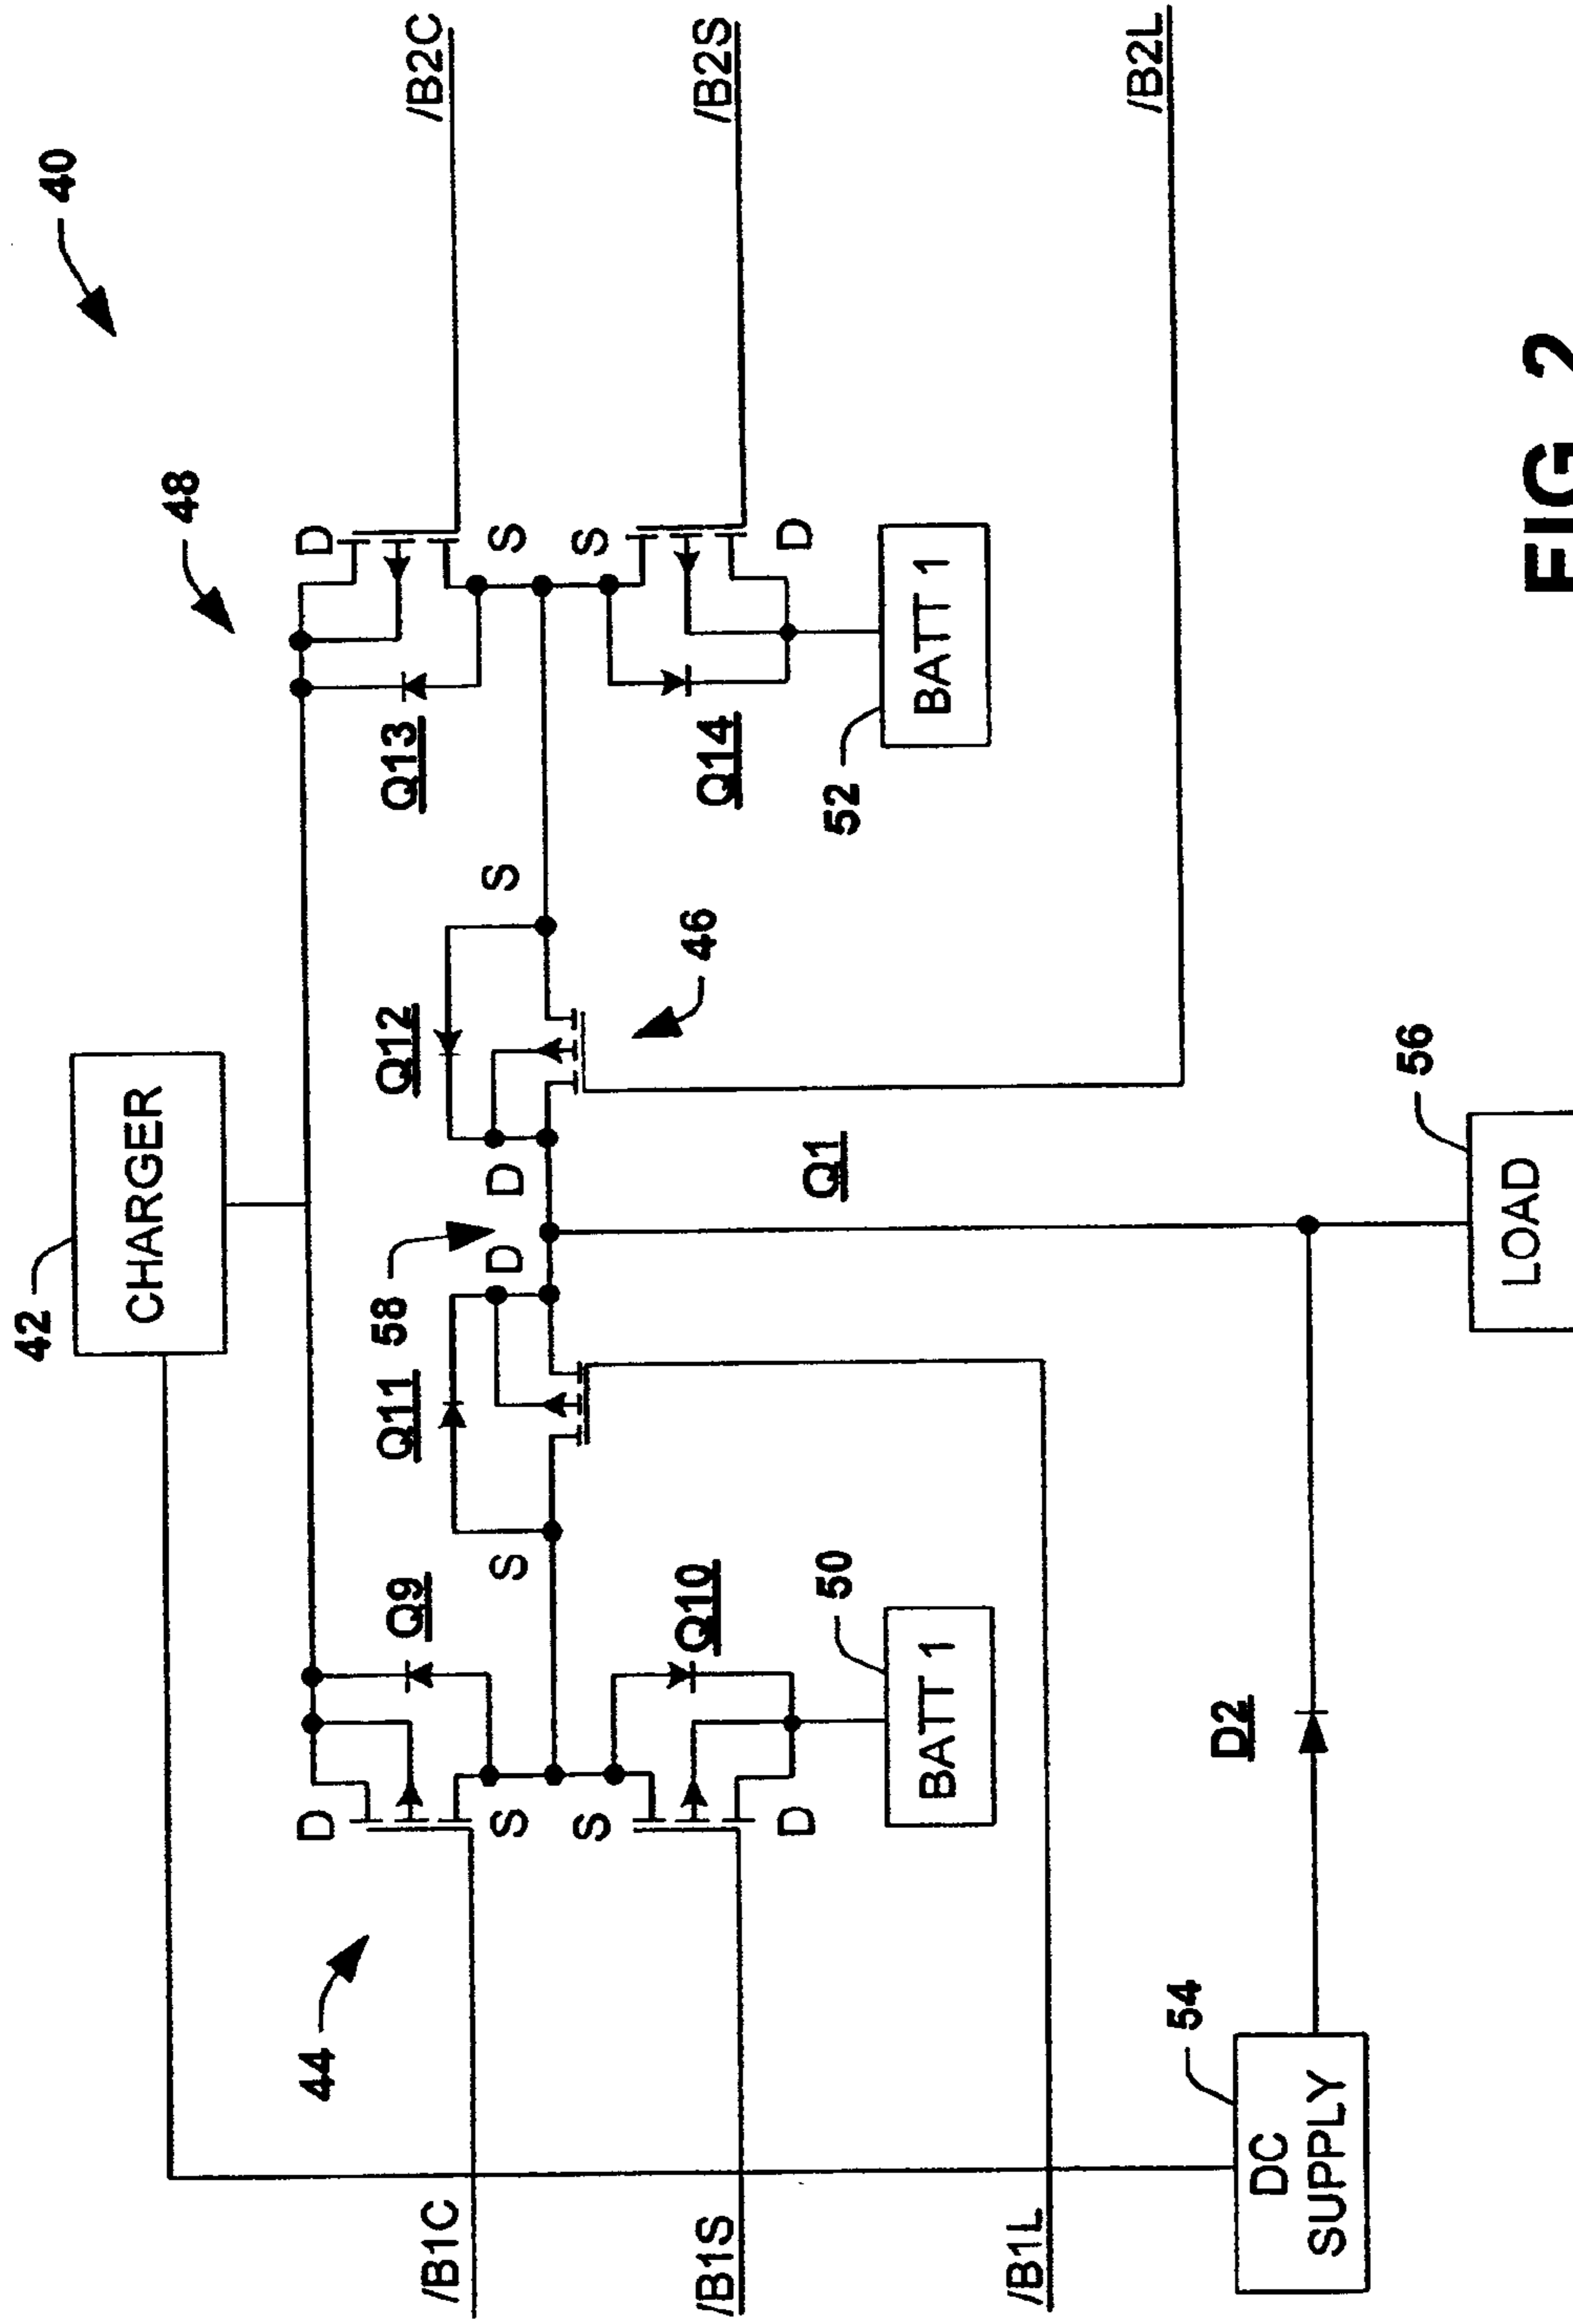 40
42
CHARGER
48
44
/B1C
/B1S
/B1L
/B2C
/B2S
/B2L
D
Q9
S
S
Q10
D
50
BATT 1
S
Q11
D
58
D
Q12
S
46
Q1
D
Q13
S
S
Q14
D
52
BATT 1
54
DC
SUPPLY
D2
56
LOAD
FIG. 2